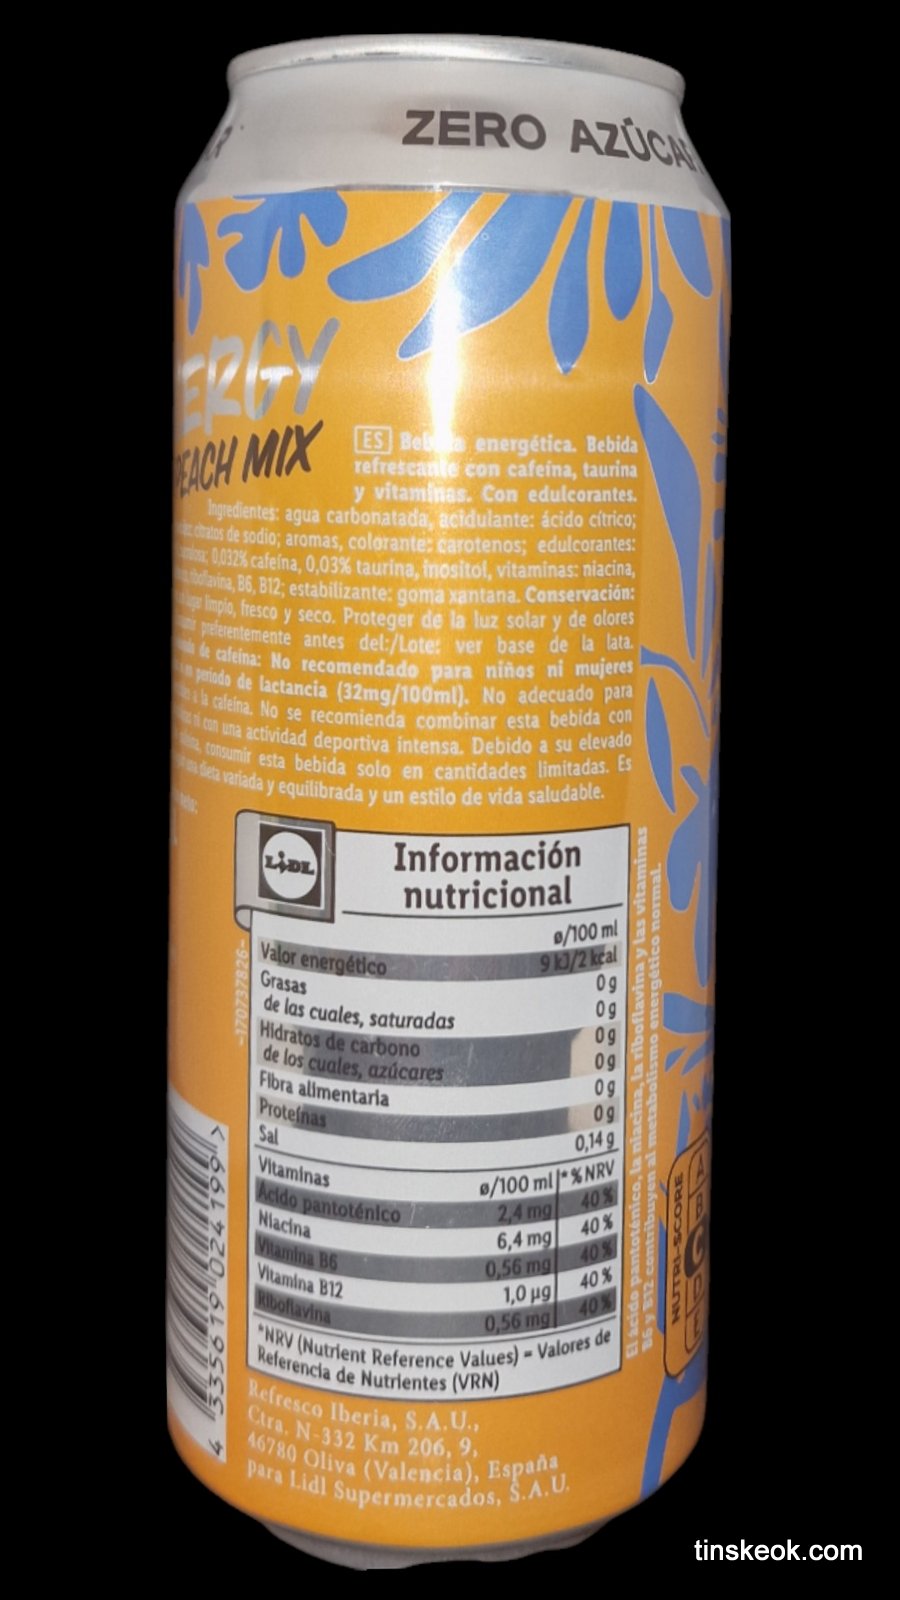 ZERO AZÚCAR
ERGY
PEACH MIX
ES Bebida energética. Bebida
refrescante con cafeína, taurina
y vitaminas. Con edulcorantes.
Ingredientes: agua carbonatada, acidulante: ácido cítrico;
citratos de sodio; aromas, colorante: carotenos; edulcorantes:
0,032% cafeína, 0,03% taurina, inositol, vitaminas: niacina,
riboflavina, B6, B12; estabilizante: goma xantana. Conservación:
lugar limpio, fresco y seco. Proteger de la luz solar y de olores
preferentemente antes del:/Lote: ver base de la lata.
de cafeína: No recomendado para niños ni mujeres
periodo de lactancia (32mg/100ml). No adecuado para
a la cafeína. No se recomienda combinar esta bebida con
ni con una actividad deportiva intensa. Debido a su elevado
consumir esta bebida solo en cantidades limitadas. Es
una dieta variada y equilibrada y un estilo de vida saludable.
LIDL
Información
nutricional
ø/100 ml
Valor energético 9 kJ/2 kcal
Grasas 0 g
de las cuales, saturadas 0 g
Hidratos de carbono 0 g
de los cuales, azúcares 0 g
Fibra alimentaria 0 g
Proteínas 0 g
Sal 0,14 g
Vitaminas ø/100 ml *%NRV
Ácido pantoténico 2,4 mg 40 %
Niacina 6,4 mg 40 %
Vitamina B6 0,56 mg 40 %
Vitamina B12 1,0 µg 40 %
Riboflavina 0,56 mg 40 %
*NRV (Nutrient Reference Values) = Valores de
Referencia de Nutrientes (VRN)
-170737826-
El ácido pantoténico, la niacina, la riboflavina y las vitaminas
B6 y B12 contribuyen al metabolismo energético normal.
NUTRI-SCORE
A B C D E
4 335619 024199 >
Refresco Iberia, S.A.U.,
Ctra. N-332 Km 206, 9,
46780 Oliva (Valencia), España
para Lidl Supermercados, S.A.U.
tinskeok.com